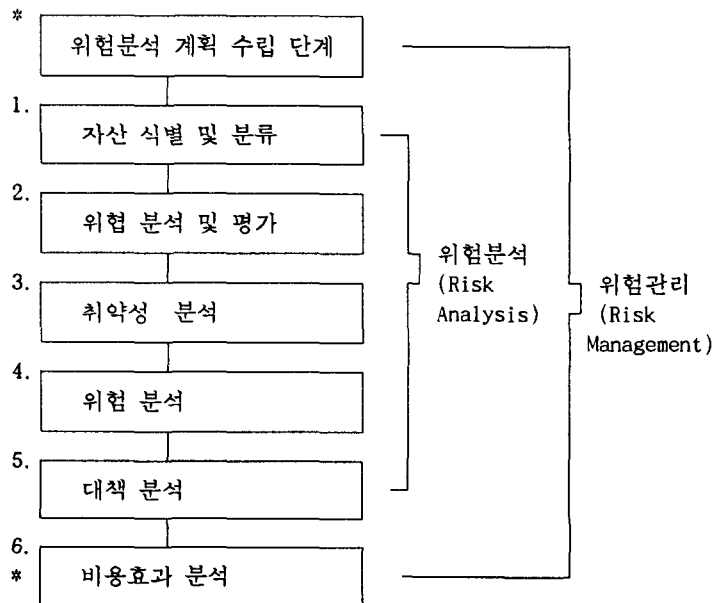 *
위험분석 계획 수립 단계
1.
자산 식별 및 분류
2.
위협 분석 및 평가
3.
취약성 분석
4.
위험 분석
5.
대책 분석
6.
*
비용효과 분석
위험분석
(Risk
Analysis)
위험관리
(Risk
Management)